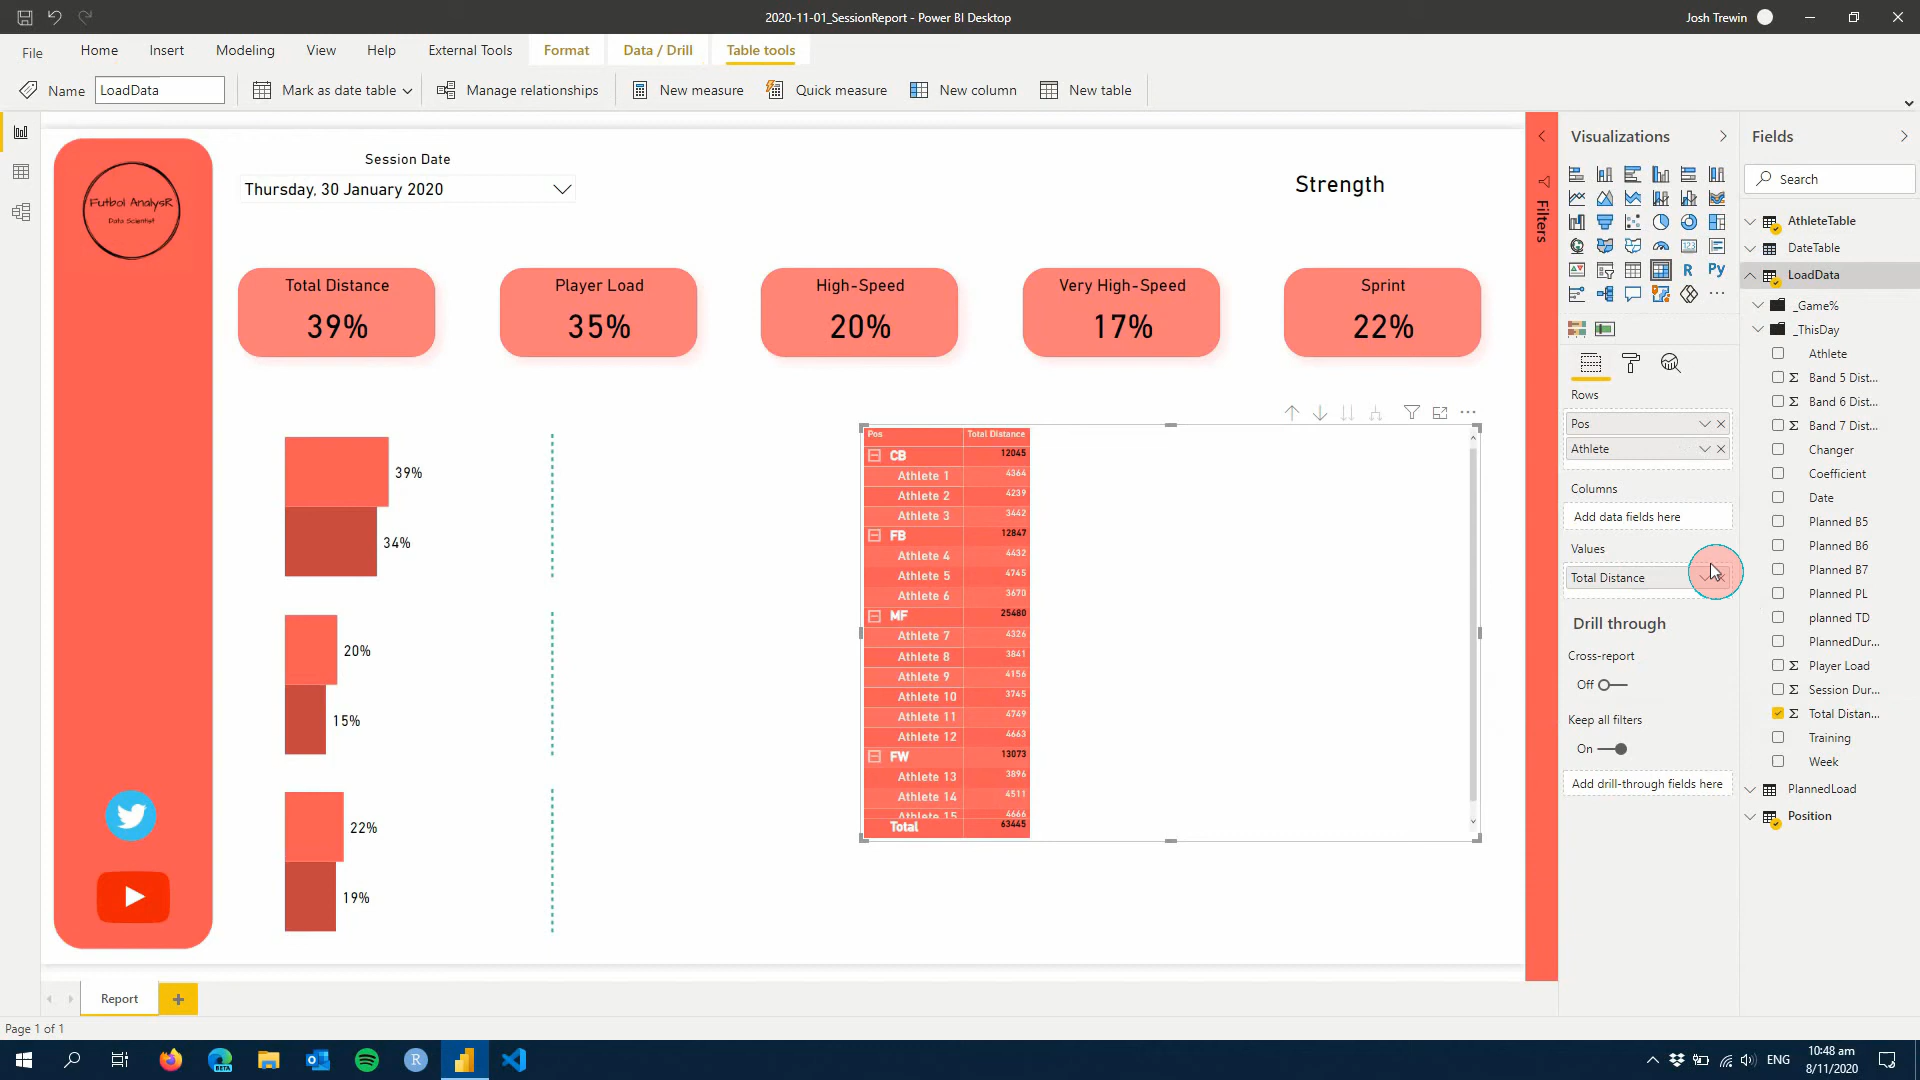 2020-11-01_SessionReport - Power BI Desktop
Josh Trewin
File
Home
Insert
Modeling
View
Help
External Tools
Format
Data / Drill
Table tools
Name
LoadData
Mark as date table
Manage relationships
New measure
Quick measure
New column
New table
Futbol AnalysR
Data Scientist
Session Date
Thursday, 30 January 2020
Strength
Total Distance
39%
Player Load
35%
High-Speed
20%
Very High-Speed
17%
Sprint
22%
39%
34%
20%
15%
22%
19%
Pos Total Distance
CB 12045
Athlete 1 4364
Athlete 2 4239
Athlete 3 3442
FB 12847
Athlete 4 4432
Athlete 5 4745
Athlete 6 3670
MF 25480
Athlete 7 4326
Athlete 8 3841
Athlete 9 4156
Athlete 10 3745
Athlete 11 4749
Athlete 12 4663
FW 13073
Athlete 13 3896
Athlete 14 4511
Athlete 15 4666
Total 63445
Filters
Visualizations
R
Py
123
Rows
Pos
Athlete
Columns
Add data fields here
Values
Total Distance
Drill through
Cross-report
Off
Keep all filters
On
Add drill-through fields here
Fields
Search
AthleteTable
DateTable
LoadData
_Game%
_ThisDay
Athlete
Σ Band 5 Dist...
Σ Band 6 Dist...
Σ Band 7 Dist...
Changer
Coefficient
Date
Planned B5
Planned B6
Planned B7
Planned PL
planned TD
PlannedDur...
Σ Player Load
Σ Session Dur...
Σ Total Distan...
Training
Week
PlannedLoad
Position
Report
Page 1 of 1
BETA
R
ENG
10:48 am
8/11/2020